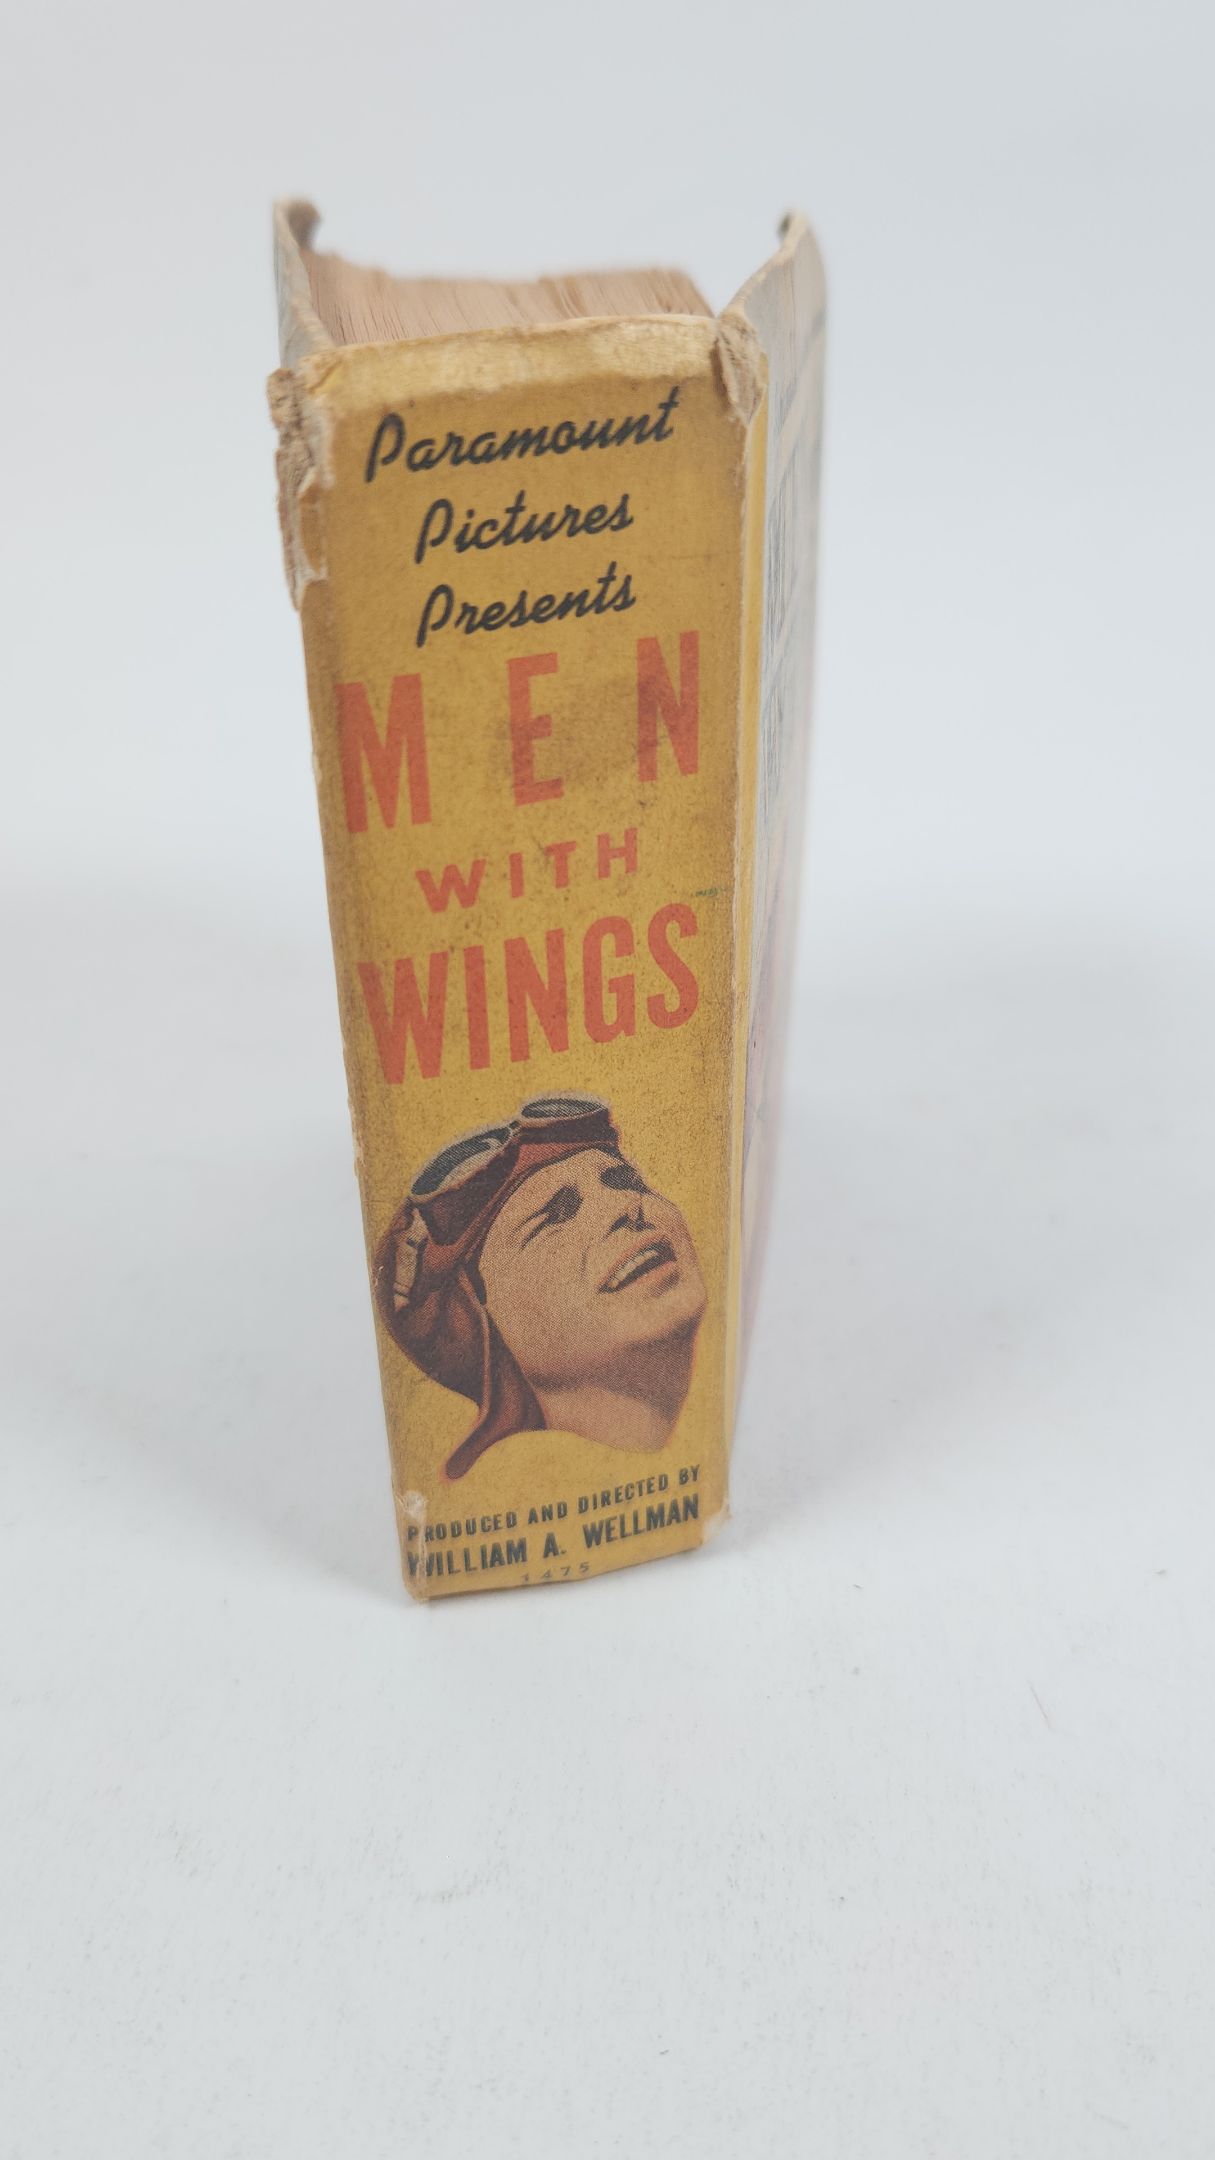 Paramount
Pictures
Presents
MEN
WITH
WINGS
PRODUCED AND DIRECTED BY
WILLIAM A. WELLMAN
1475